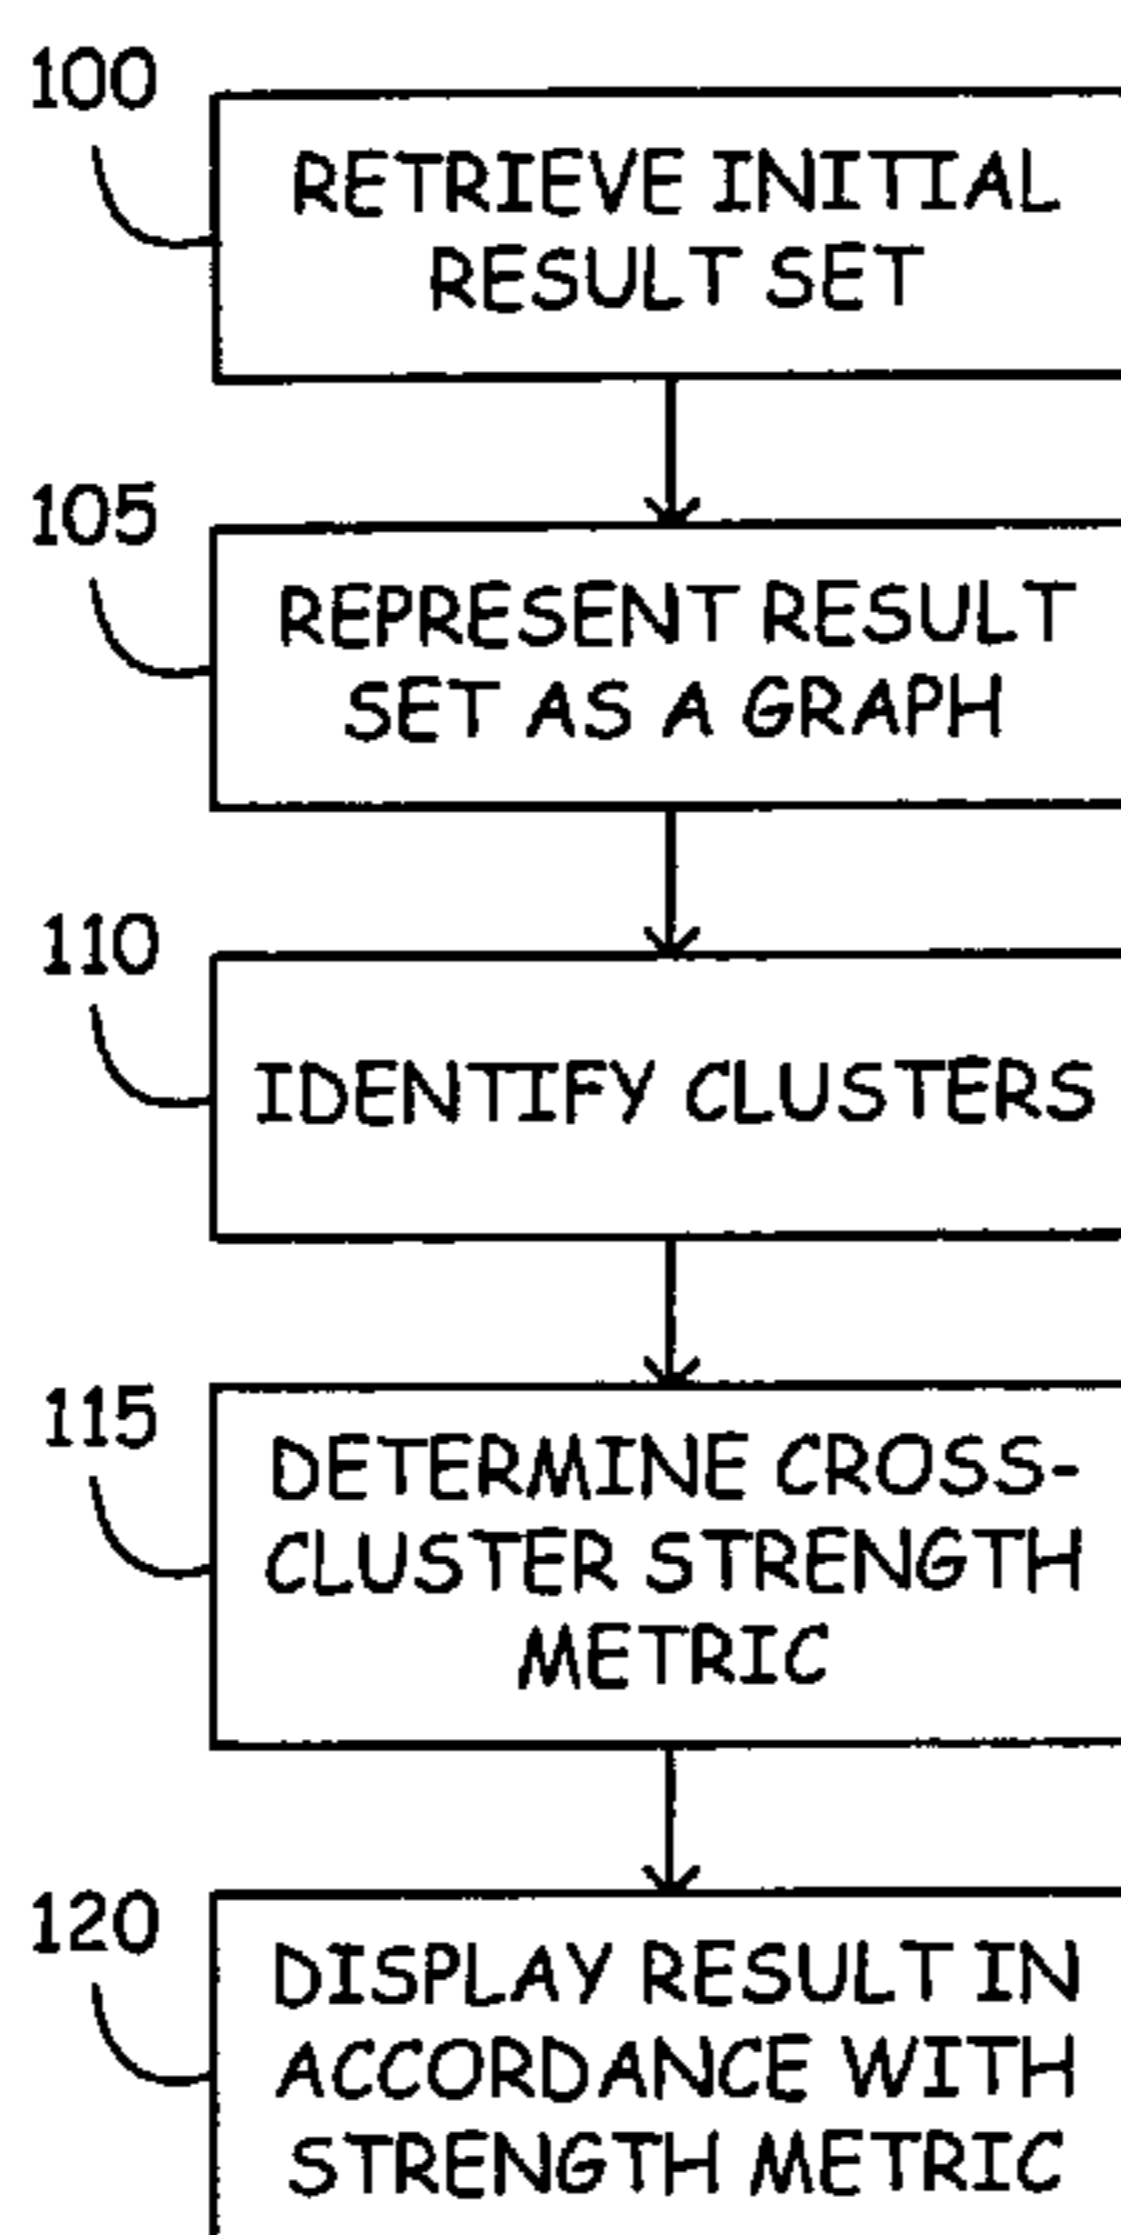 100
RETRIEVE INITIAL
RESULT SET
105
REPRESENT RESULT
SET AS A GRAPH
110
IDENTIFY CLUSTERS
115
DETERMINE CROSS-
CLUSTER STRENGTH
METRIC
120
DISPLAY RESULT IN
ACCORDANCE WITH
STRENGTH METRIC